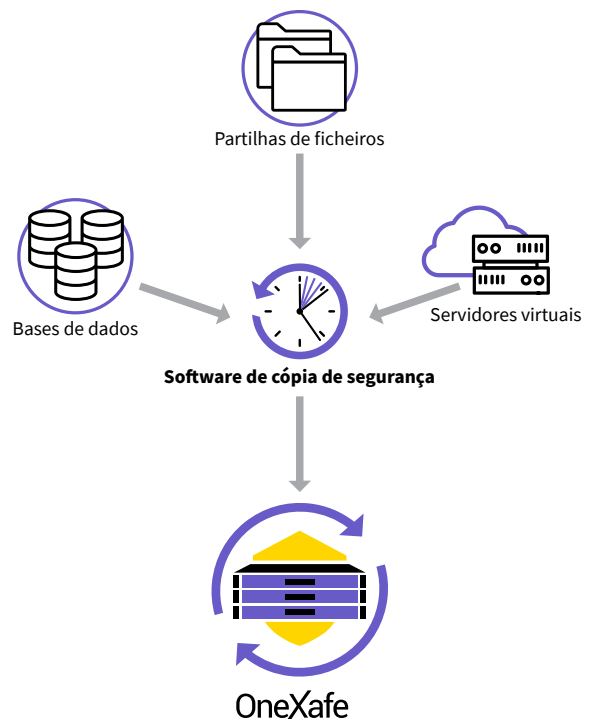 Partilhas de ficheiros
Bases de dados
Servidores virtuais
Software de cópia de segurança
OneXafe